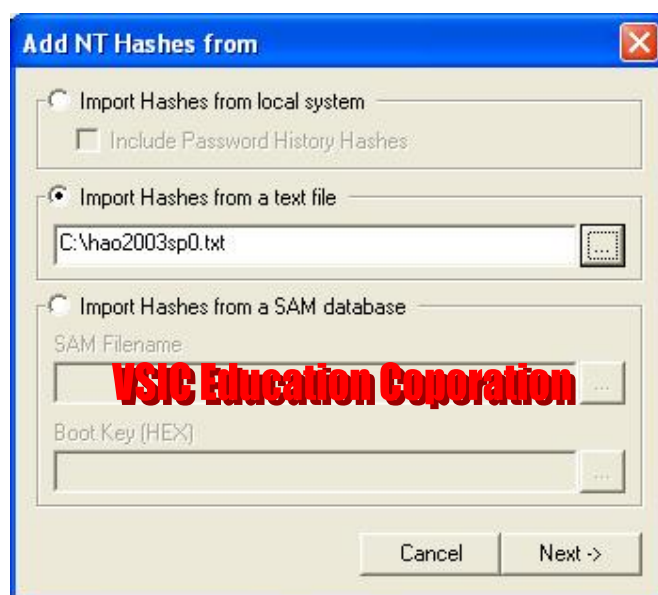 Add NT Hashes from
Import Hashes from local system
Include Password History Hashes
Import Hashes from a text file
C:\hao2003sp0.txt
...
Import Hashes from a SAM database
SAM Filename
VSIC Education Coporation
...
Boot Key (HEX)
...
Cancel
Next ->